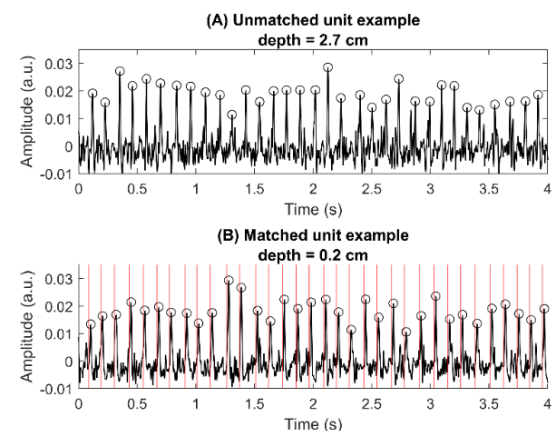 (A) Unmatched unit example
depth = 2.7 cm
Amplitude (a.u.)
0.03
0.02
0.01
0
-0.01
0 0.5 1 1.5 2 2.5 3 3.5 4
Time (s)
(B) Matched unit example
depth = 0.2 cm
Amplitude (a.u.)
0.03
0.02
0.01
0
-0.01
0 0.5 1 1.5 2 2.5 3 3.5 4
Time (s)